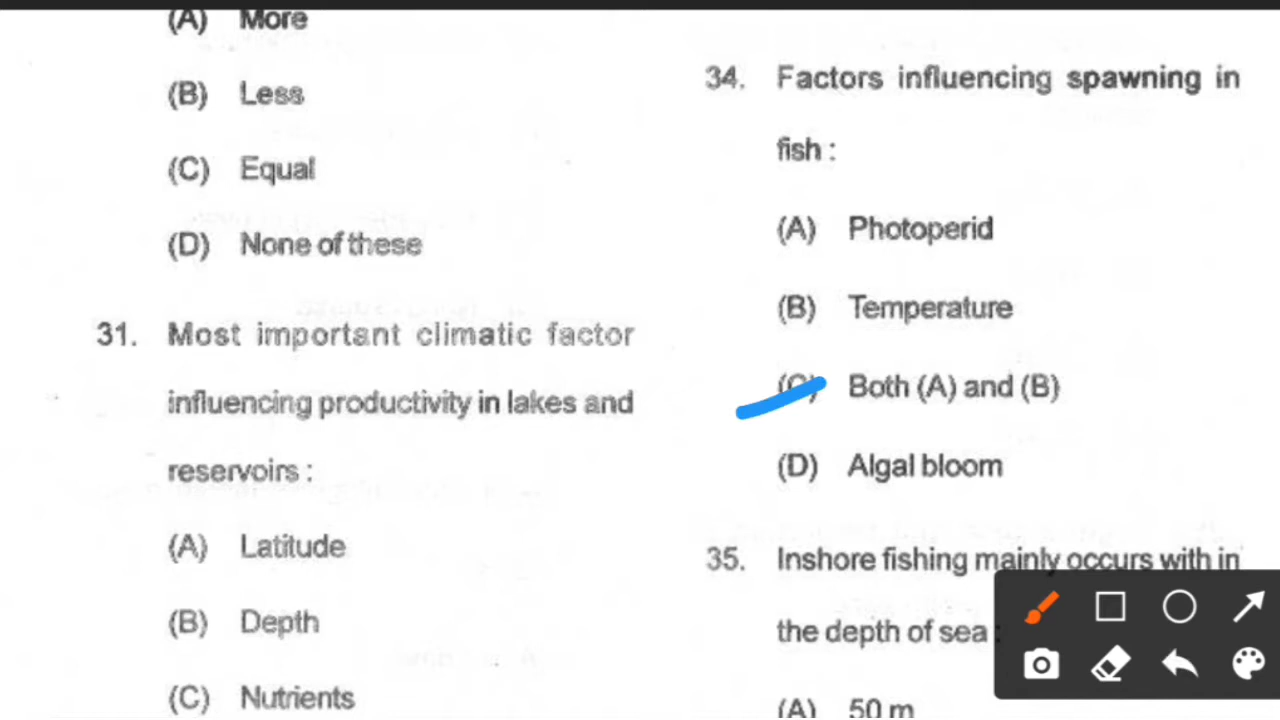 (A) More
(B) Less
(C) Equal
(D) None of these
31. Most important climatic factor
influencing productivity in lakes and
reservoirs :
(A) Latitude
(B) Depth
(C) Nutrients
34. Factors influencing spawning in
fish :
(A) Photoperid
(B) Temperature
(C) Both (A) and (B)
(D) Algal bloom
35. Inshore fishing mainly occurs with in
the depth of sea :
(A) 50 m